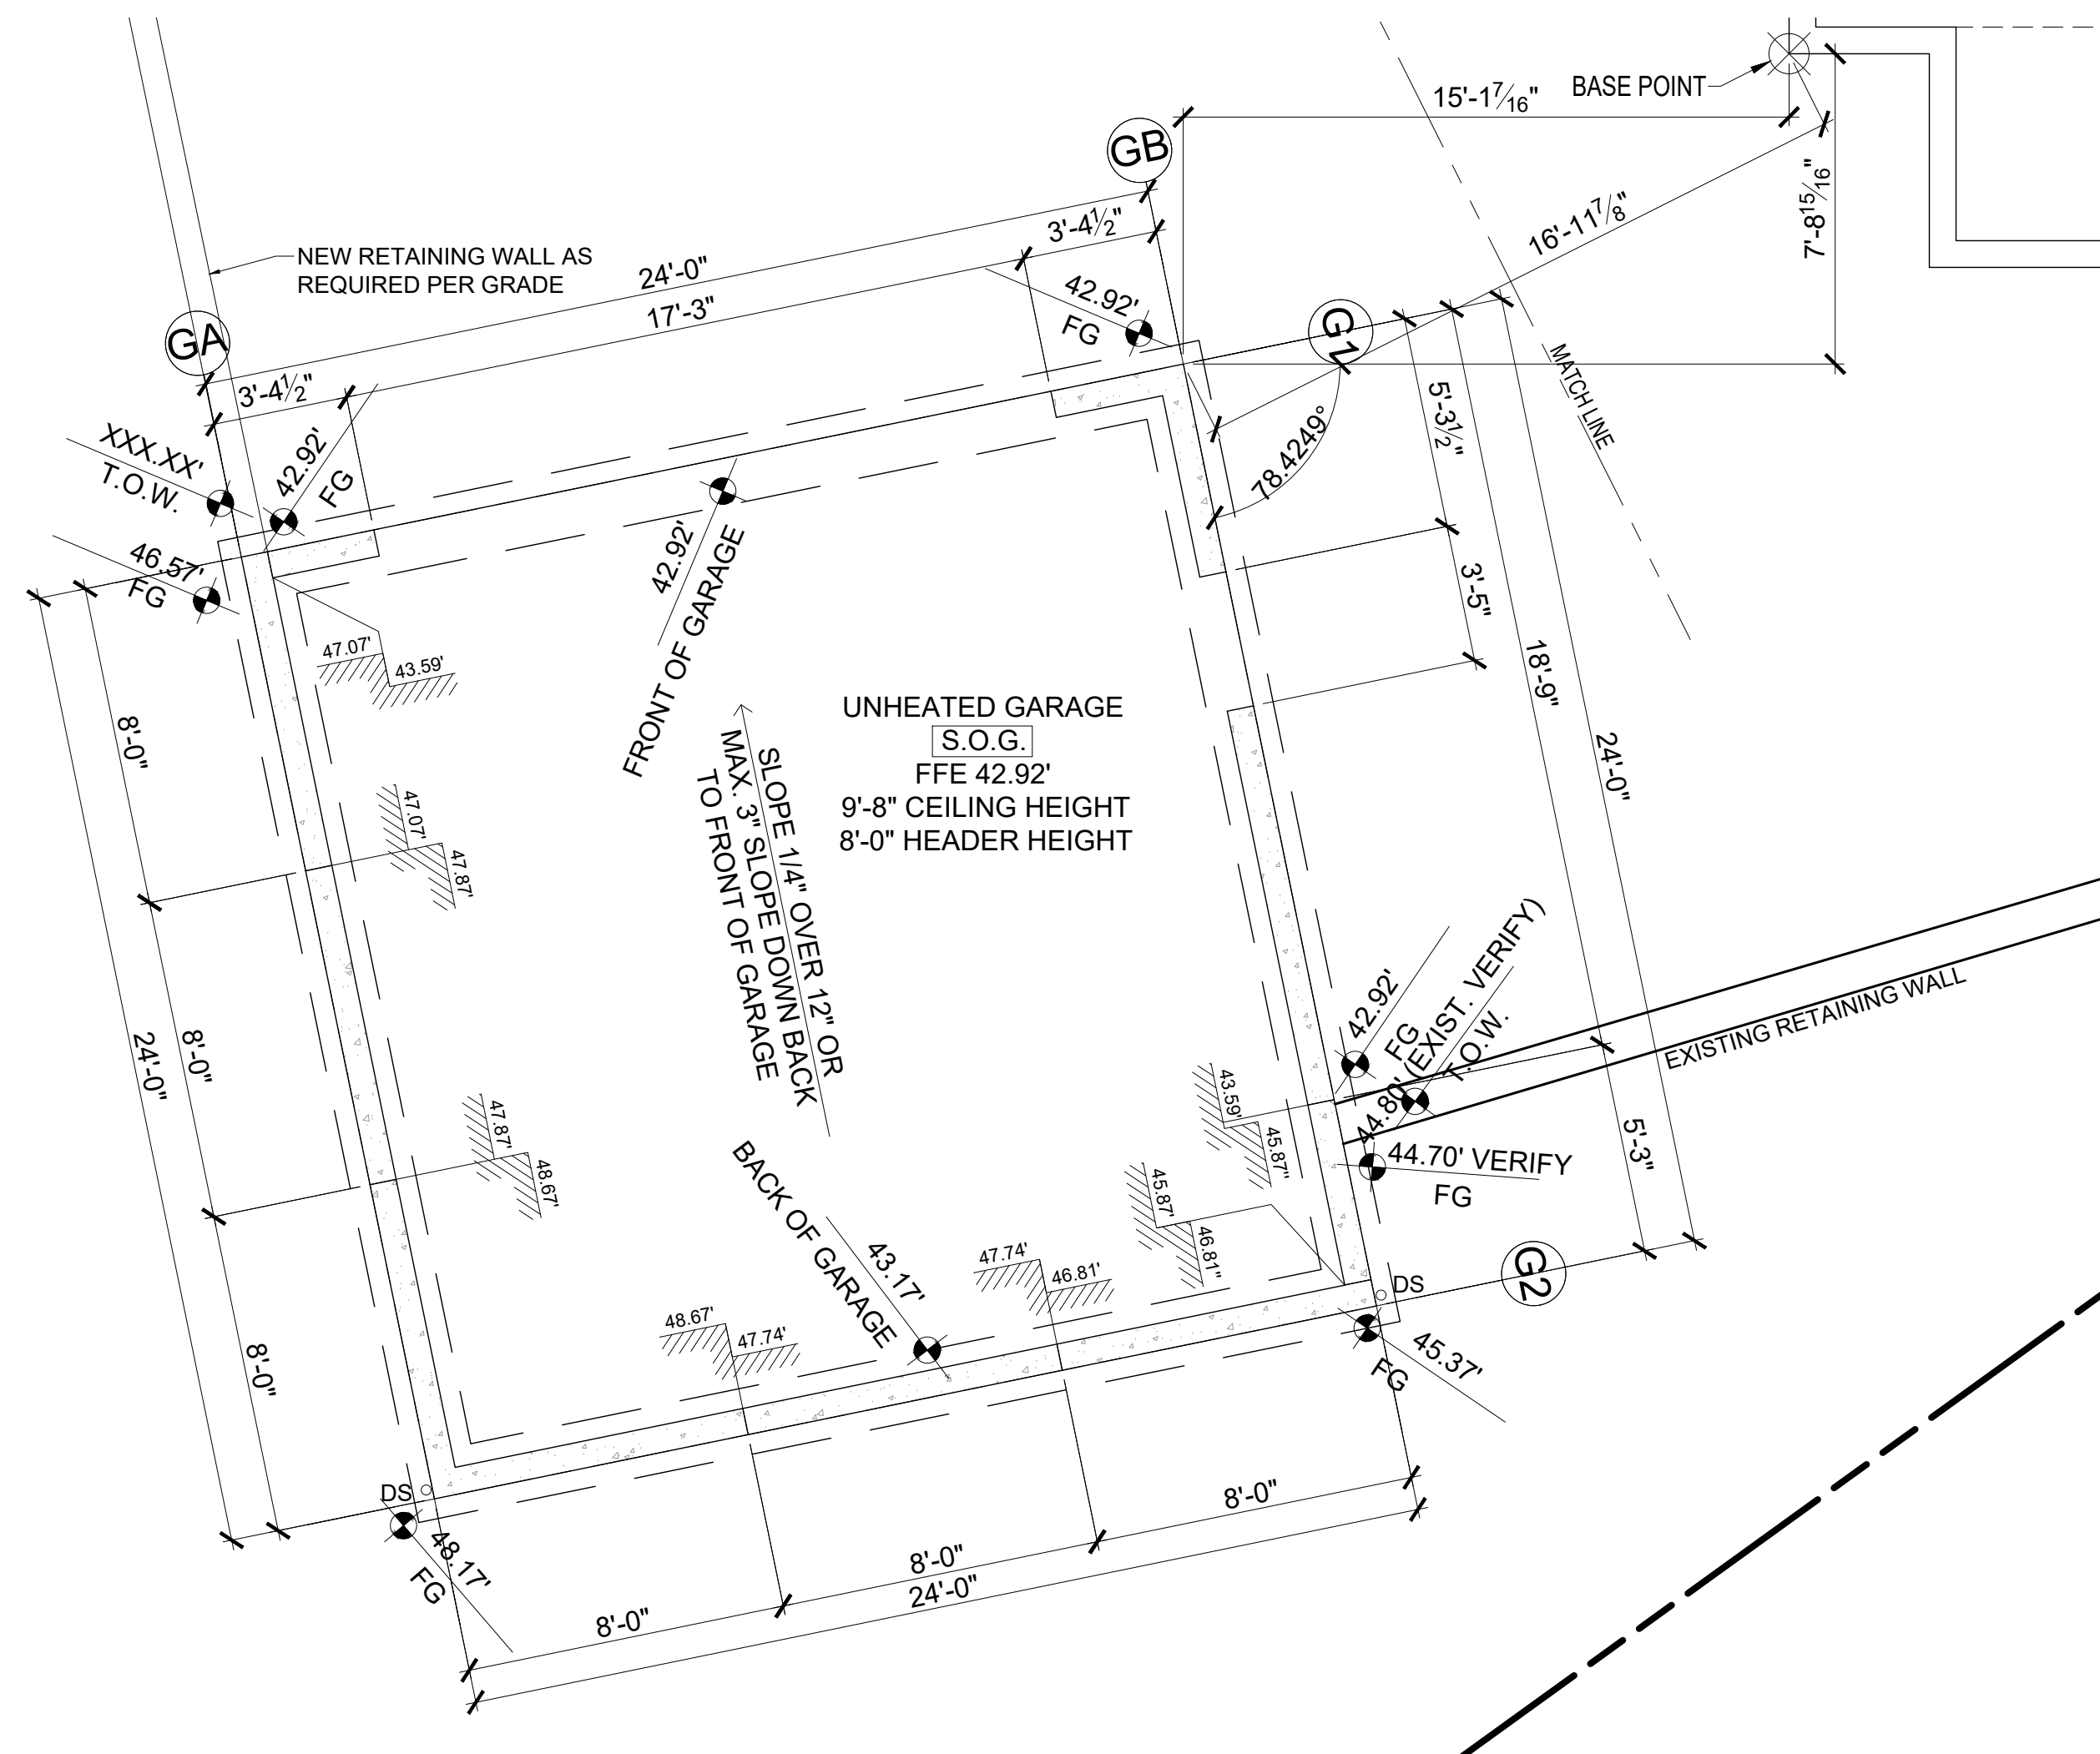 BASE POINT
15'-1 7/16"
GB
3'-4 1/2"
16'-11 7/8"
7'-8 15/16"
NEW RETAINING WALL AS
REQUIRED PER GRADE
24'-0"
17'-3"
42.92'
FG
GA
G1
3'-4 1/2"
MATCH LINE
5'-3 1/2"
78.4249°
XXX.XX'
T.O.W.
42.92'
FG
46.57'
FG
42.92'
FRONT OF GARAGE
3'-5"
47.07'
43.59'
18'-9"
24'-0"
UNHEATED GARAGE
S.O.G.
FFE 42.92'
9'-8" CEILING HEIGHT
8'-0" HEADER HEIGHT
8'-0"
SLOPE 1/4" OVER 12" OR
MAX. 3" SLOPE DOWN BACK
TO FRONT OF GARAGE
47.07'
47.87'
42.92'
FG
44.80' (EXIST. VERIFY)
T.O.W.
EXISTING RETAINING WALL
24'-0"
8'-0"
47.87'
48.67'
43.59'
45.87"
44.70' VERIFY
FG
5'-3"
BACK OF GARAGE
43.17'
45.87'
46.81"
47.74'
46.81'
G2
DS
48.67'
47.74'
45.37'
FG
8'-0"
DS
48.17'
FG
8'-0"
8'-0"
24'-0"
8'-0"